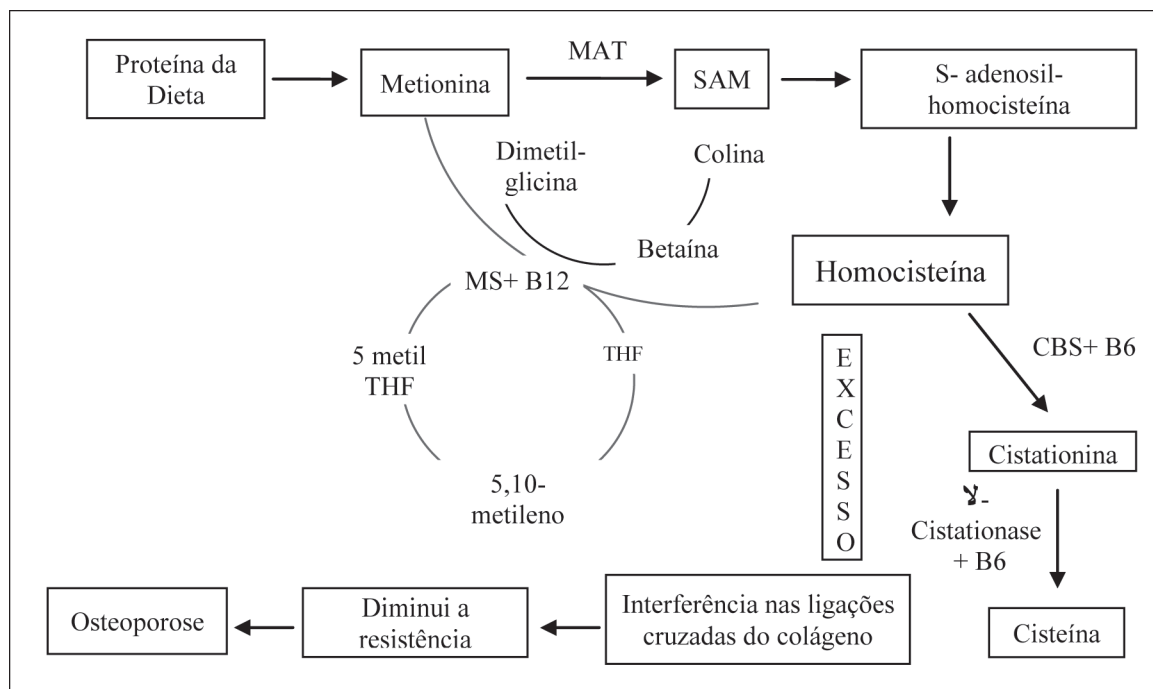 Proteína da
Dieta
Metionina
MAT
SAM
S- adenosil-
homocisteína
Dimetil-
glicina
Colina
Betaína
Homocisteína
MS+ B12
5 metil
THF
THF
5,10-
metileno
E
X
C
E
S
S
O
CBS+ B6
Cistationina
-
Cistationase
+ B6
Cisteína
Interferência nas ligações
cruzadas do colágeno
Diminui a
resistência
Osteoporose